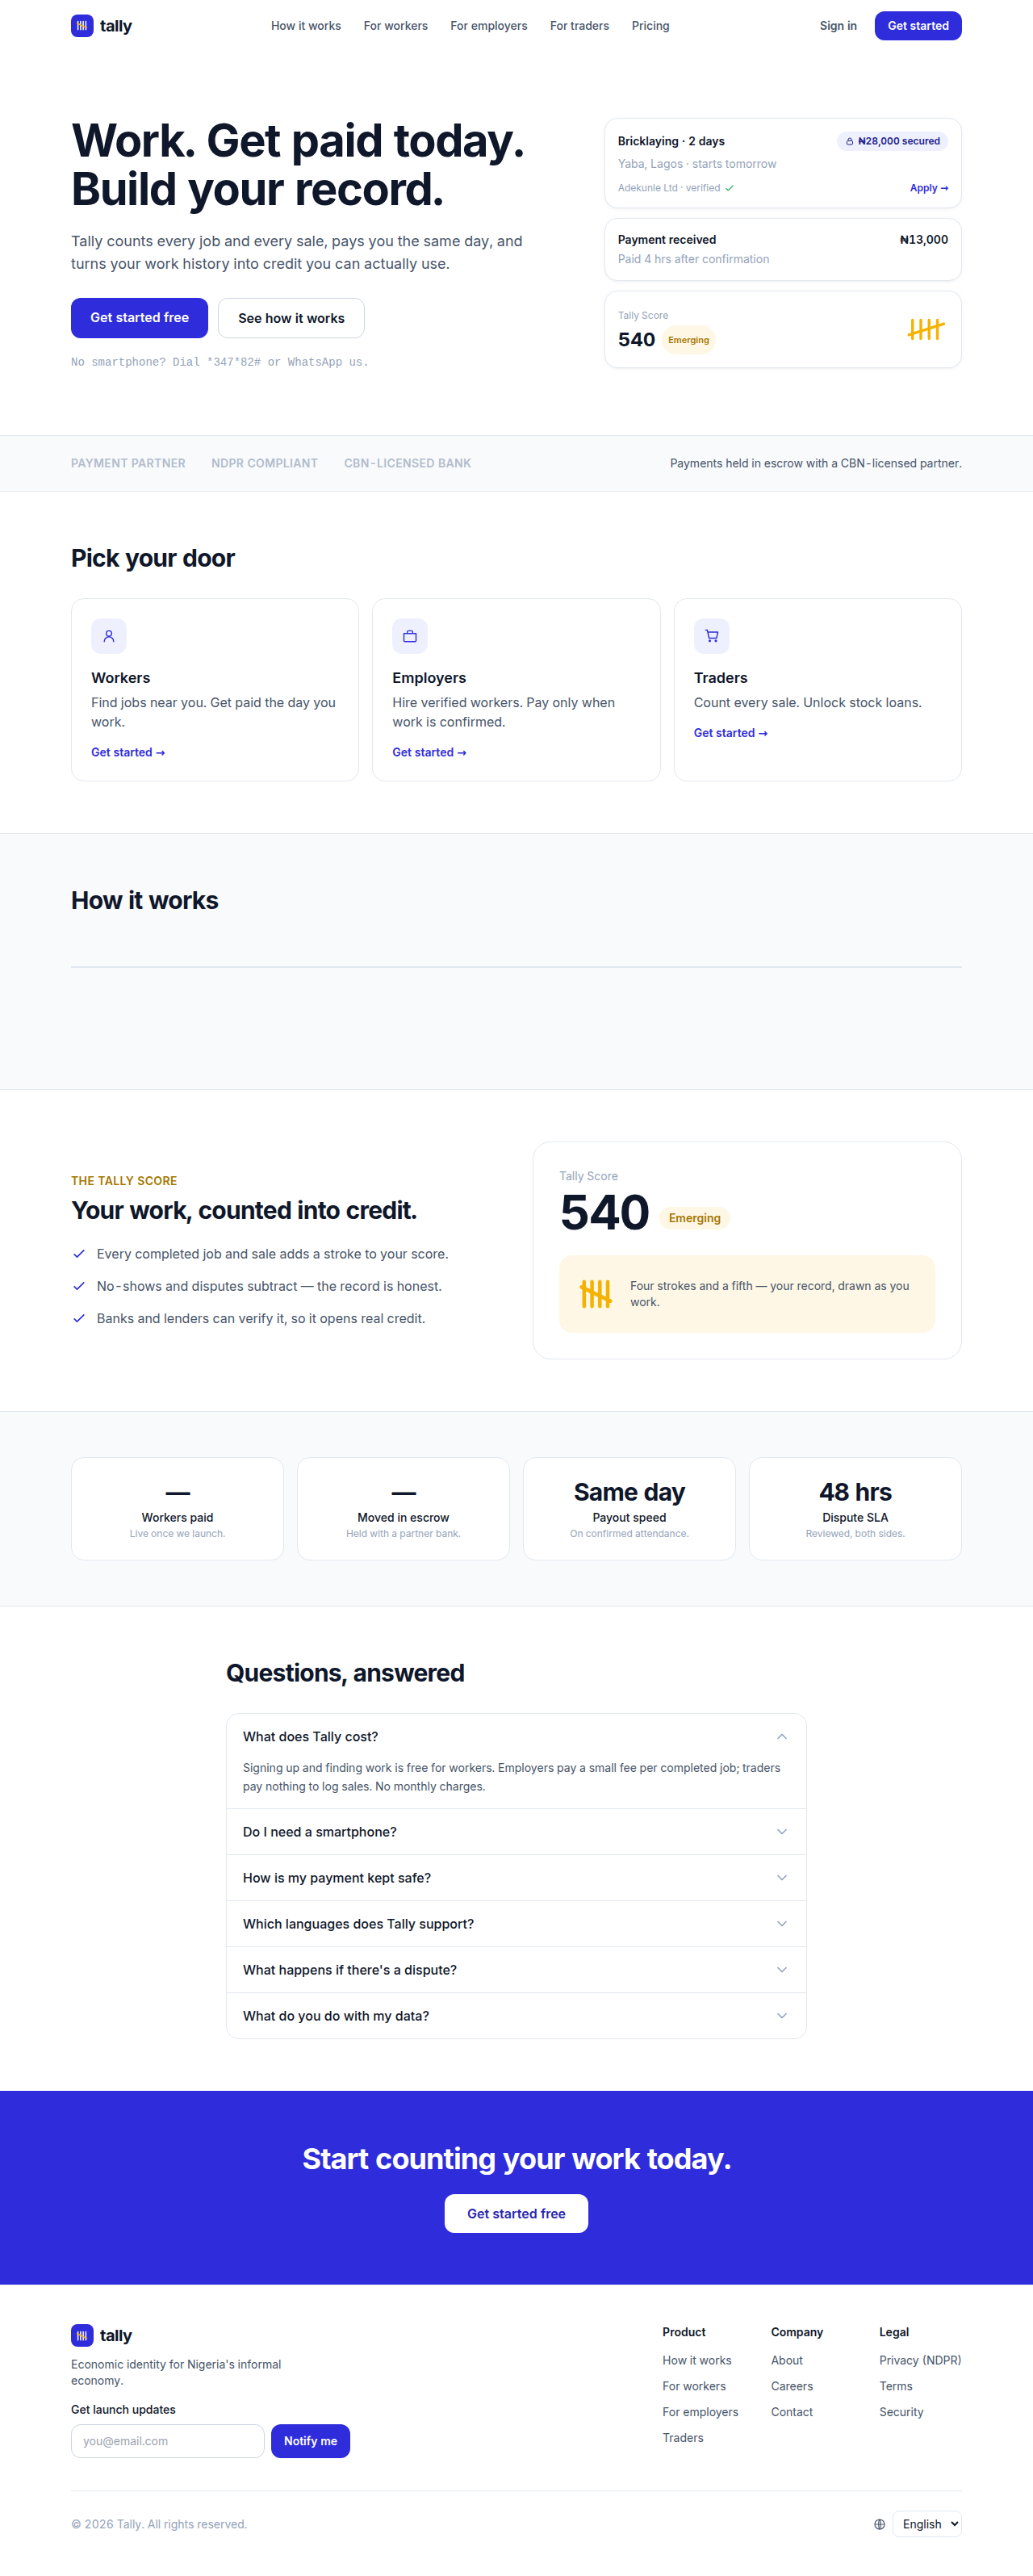 tally
How it works
For workers
For employers
For traders
Pricing
Sign in
Get started
Work. Get paid today.
Build your record.
Tally counts every job and every sale, pays you the same day, and
turns your work history into credit you can actually use.
Get started free
See how it works
No smartphone? Dial *347*82# or WhatsApp us.
Bricklaying · 2 days
₦28,000 secured
Yaba, Lagos · starts tomorrow
Adekunle Ltd · verified
Apply →
Payment received
₦13,000
Paid 4 hrs after confirmation
Tally Score
540
Emerging
PAYMENT PARTNER
NDPR COMPLIANT
CBN-LICENSED BANK
Payments held in escrow with a CBN-licensed partner.
Pick your door
Workers
Find jobs near you. Get paid the day you
work.
Get started →
Employers
Hire verified workers. Pay only when
work is confirmed.
Get started →
Traders
Count every sale. Unlock stock loans.
Get started →
How it works
THE TALLY SCORE
Your work, counted into credit.
Every completed job and sale adds a stroke to your score.
No-shows and disputes subtract — the record is honest.
Banks and lenders can verify it, so it opens real credit.
Tally Score
540
Emerging
Four strokes and a fifth — your record, drawn as you
work.
—
Workers paid
Live once we launch.
—
Moved in escrow
Held with a partner bank.
Same day
Payout speed
On confirmed attendance.
48 hrs
Dispute SLA
Reviewed, both sides.
Questions, answered
What does Tally cost?
Signing up and finding work is free for workers. Employers pay a small fee per completed job; traders
pay nothing to log sales. No monthly charges.
Do I need a smartphone?
How is my payment kept safe?
Which languages does Tally support?
What happens if there's a dispute?
What do you do with my data?
Start counting your work today.
Get started free
tally
Economic identity for Nigeria's informal
economy.
Get launch updates
you@email.com
Notify me
Product
How it works
For workers
For employers
Traders
Company
About
Careers
Contact
Legal
Privacy (NDPR)
Terms
Security
© 2026 Tally. All rights reserved.
English